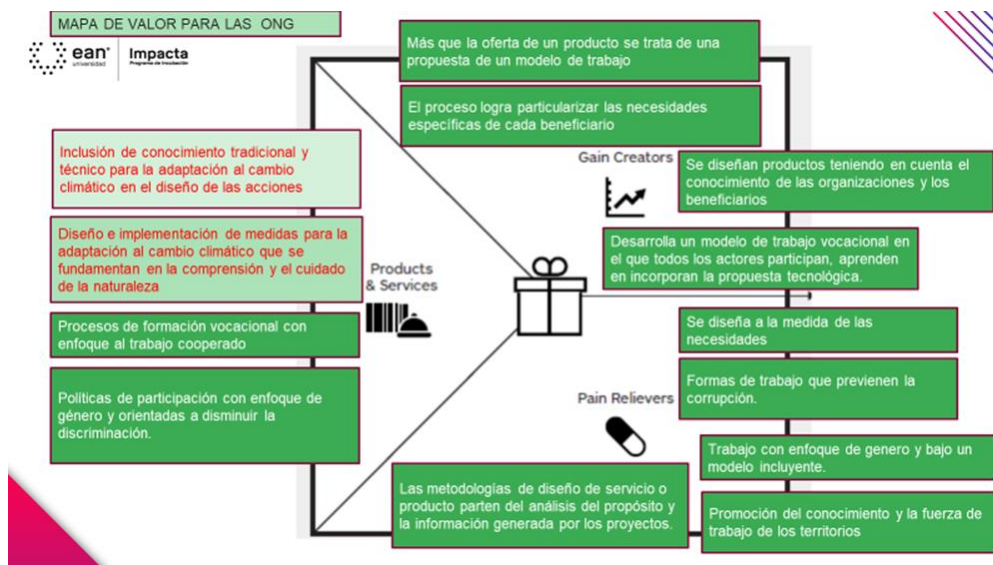 MAPA DE VALOR PARA LAS ONG
ean
universidad
Impacta
Programa de Incubación
Más que la oferta de un producto se trata de una
propuesta de un modelo de trabajo
El proceso logra particularizar las necesidades
específicas de cada beneficiario
Gain Creators
Se diseñan productos teniendo en cuenta el
conocimiento de las organizaciones y los
beneficiarios
Desarrolla un modelo de trabajo vocacional en
el que todos los actores participan, aprenden
en incorporan la propuesta tecnológica.
Inclusión de conocimiento tradicional y
técnico para la adaptación al cambio
climático en el diseño de las acciones
Diseño e implementación de medidas para la
adaptación al cambio climático que se
fundamentan en la comprensión y el cuidado
de la naturaleza
Procesos de formación vocacional con
enfoque al trabajo cooperado
Políticas de participación con enfoque de
género y orientadas a disminuir la
discriminación.
Products
& Services
Se diseña a la medida de las
necesidades
Formas de trabajo que previenen la
corrupción.
Pain Relievers
Trabajo con enfoque de genero y bajo un
modelo incluyente.
Las metodologías de diseño de servicio o
producto parten del análisis del propósito y
la información generada por los proyectos.
Promoción del conocimiento y la fuerza de
trabajo de los territorios